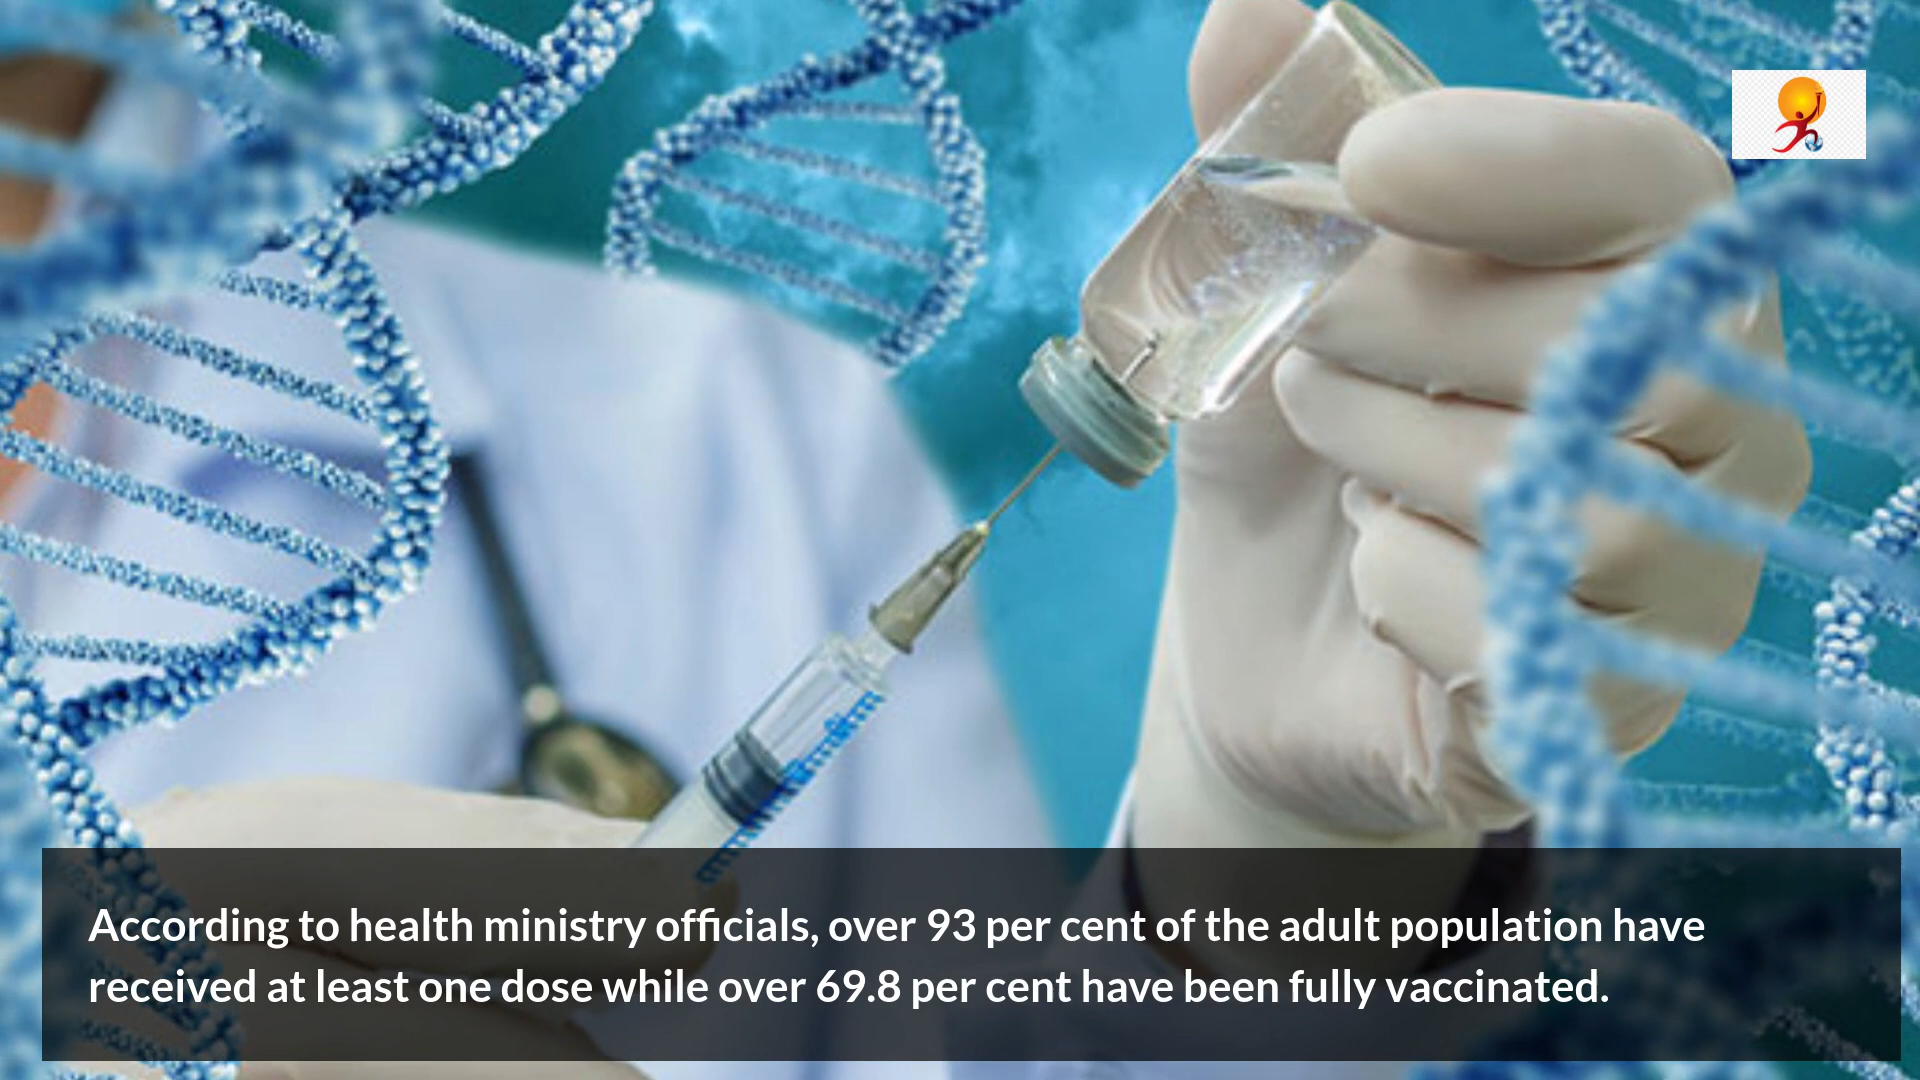 According to health ministry officials, over 93 per cent of the adult population have
received at least one dose while over 69.8 per cent have been fully vaccinated.